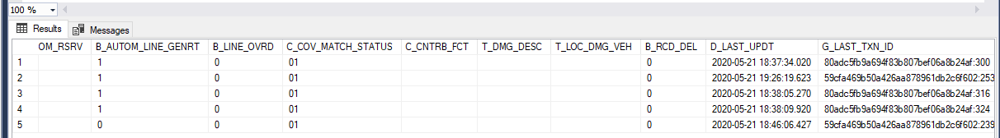 100 %
Results Messages
OM_RSRV B_AUTOM_LINE_GENRT B_LINE_OVRD C_COV_MATCH_STATUS C_CNTRB_FCT T_DMG_DESC T_LOC_DMG_VEH B_RCD_DEL D_LAST_UPDT G_LAST_TXN_ID
1 1 0 01 0 2020-05-21 18:37:34.020 80adc5fb9a694f83b807bef06a8b24af:300
2 1 0 01 0 2020-05-21 19:26:19.623 59cfa469b50a426aa878961db2c6f602:253
3 1 0 01 0 2020-05-21 18:38:05.270 80adc5fb9a694f83b807bef06a8b24af:316
4 1 0 01 0 2020-05-21 18:38:09.920 80adc5fb9a694f83b807bef06a8b24af:324
5 0 0 01 0 2020-05-21 18:46:06.427 59cfa469b50a426aa878961db2c6f602:239